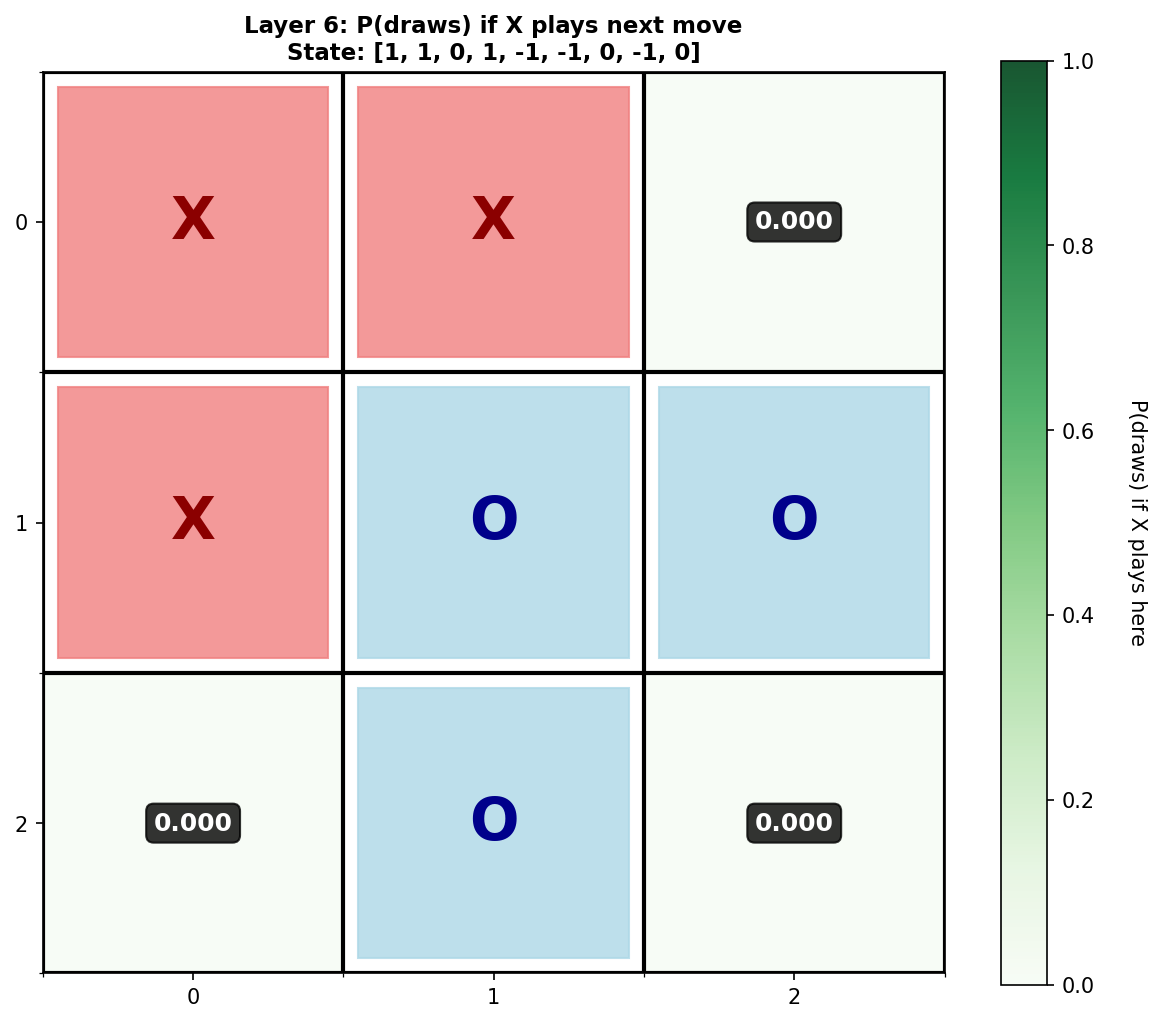 Layer 6: P(draws) if X plays next move
State: [1, 1, 0, 1, -1, -1, 0, -1, 0]
X X 0.000
X O O
0.000 O 0.000
0
1
2
0 1 2
1.0
0.8
0.6
0.4
0.2
0.0
P(draws) if X plays here